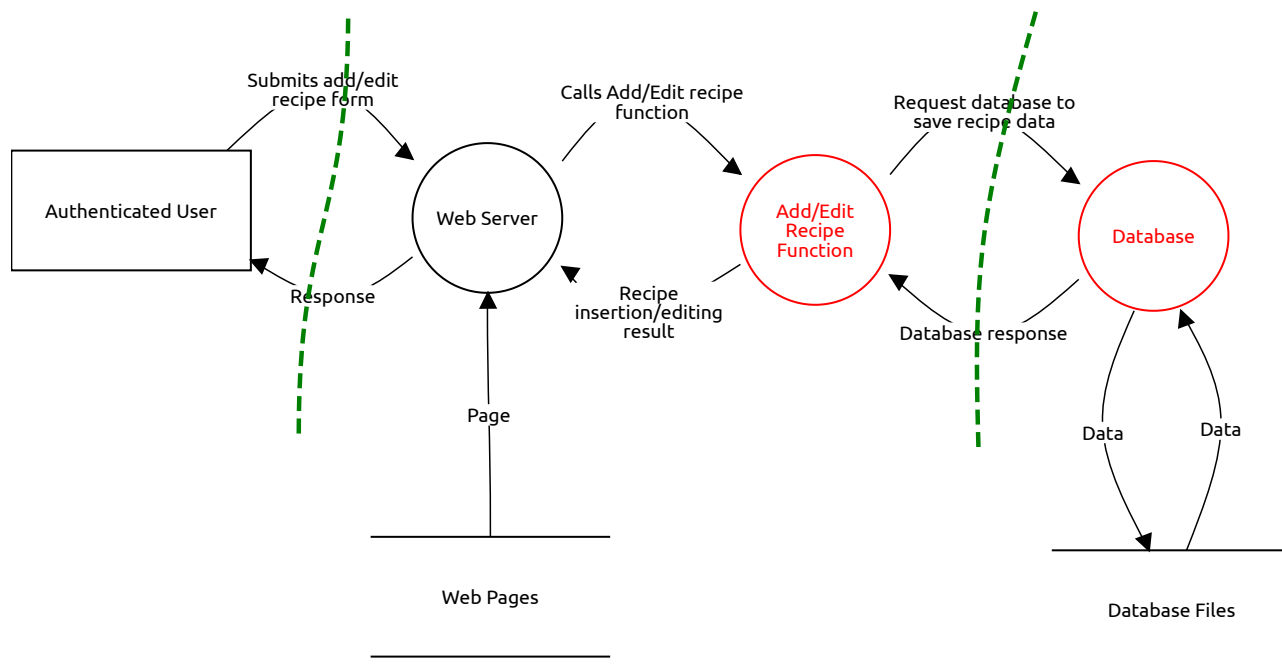 Submits add/edit
recipe form
Calls Add/Edit recipe
function
Request database to
save recipe data
Authenticated User
Web Server
Add/Edit
Recipe
Function
Database
Response
Recipe
insertion/editing
result
Database response
Page
Data
Data
Web Pages
Database Files